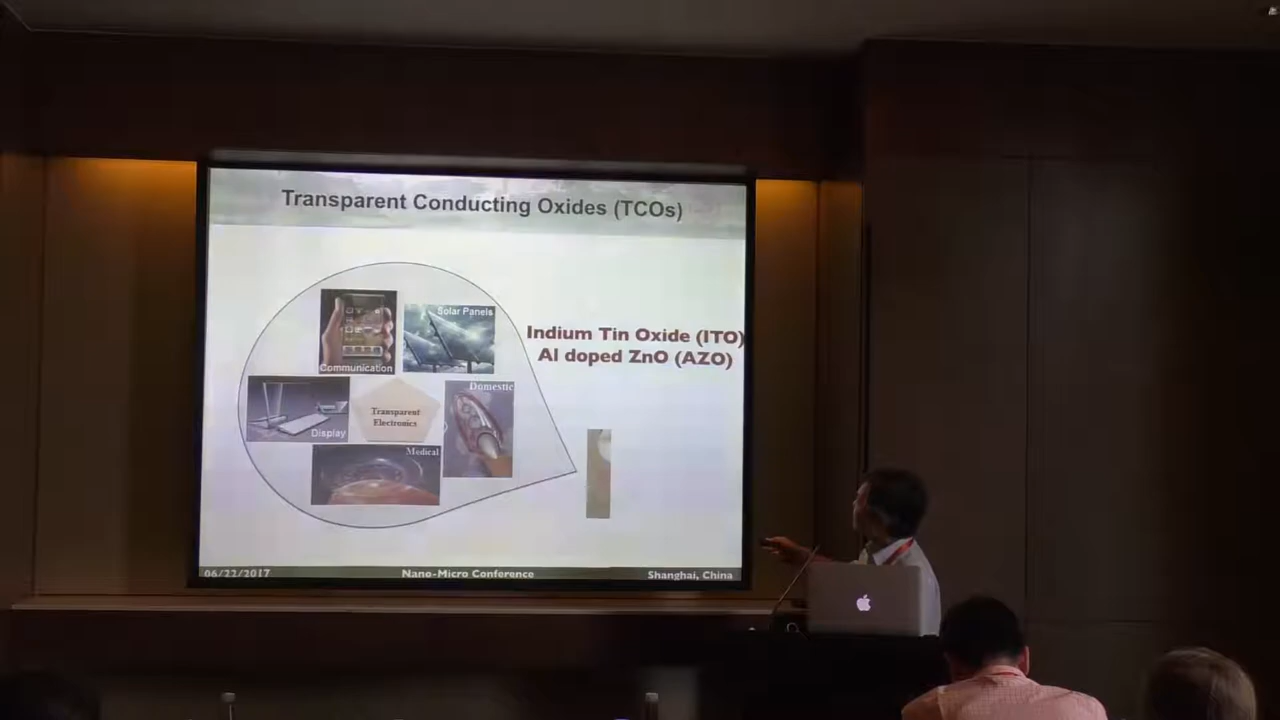 Transparent Conducting Oxides (TCOs)
Solar Panels
Communication
Indium Tin Oxide (ITO)
Al doped ZnO (AZO)
Domestic
Transparent
Electronics
Display
Medical
06/22/2017
Nano-Micro Conference
Shanghai, China